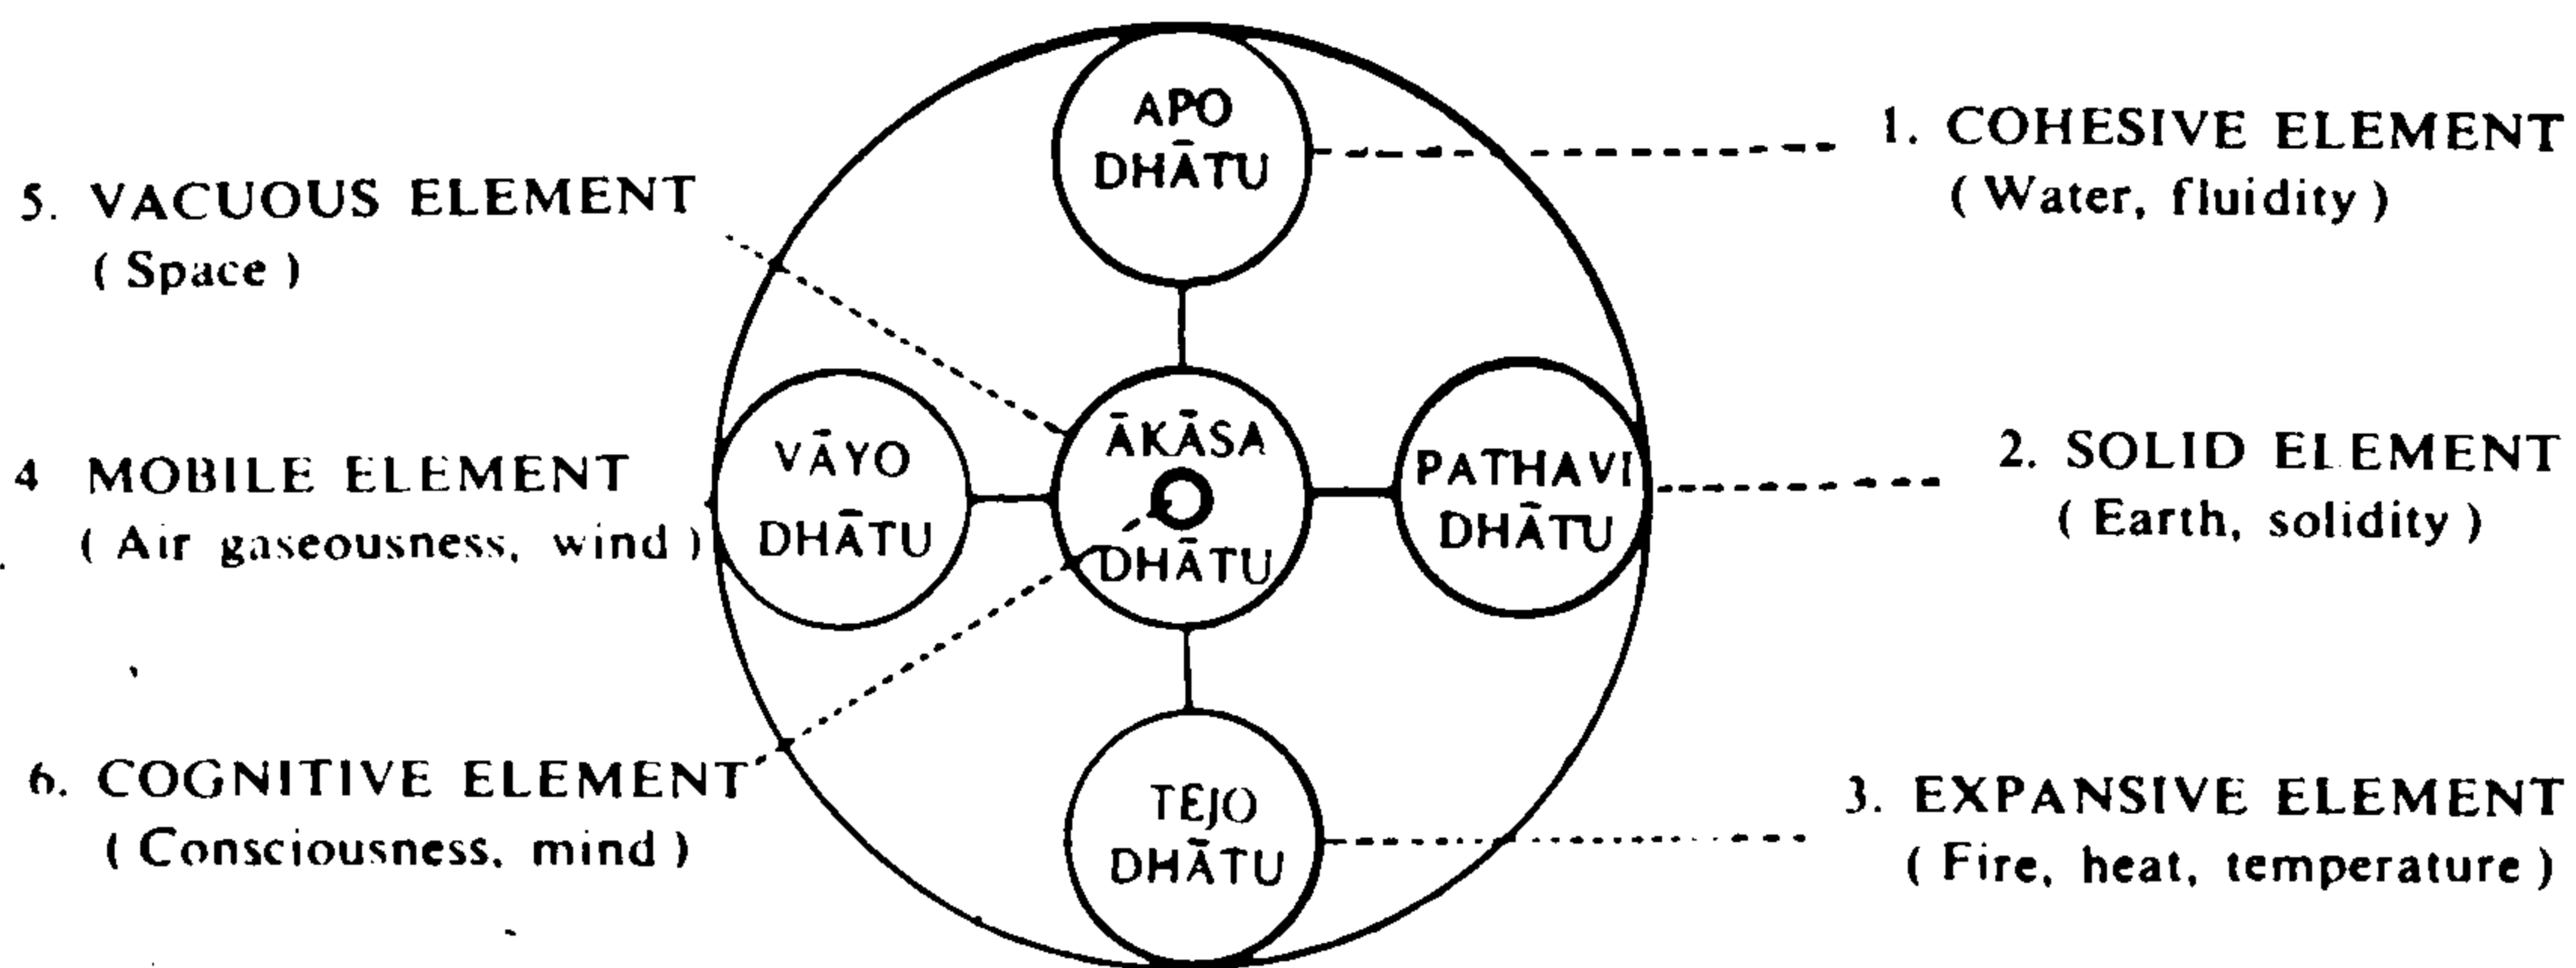 APO
DHĀTU
1. COHESIVE ELEMENT
( Water, fluidity )
5. VACUOUS ELEMENT
( Space )
VĀYO
DHĀTU
ĀKĀSA
DHĀTU
PATHAVI
DHĀTU
2. SOLID ELEMENT
( Earth, solidity )
4 MOBILE ELEMENT
( Air gaseousness, wind )
6. COGNITIVE ELEMENT
( Consciousness, mind )
TEJO
DHĀTU
3. EXPANSIVE ELEMENT
( Fire, heat, temperature )